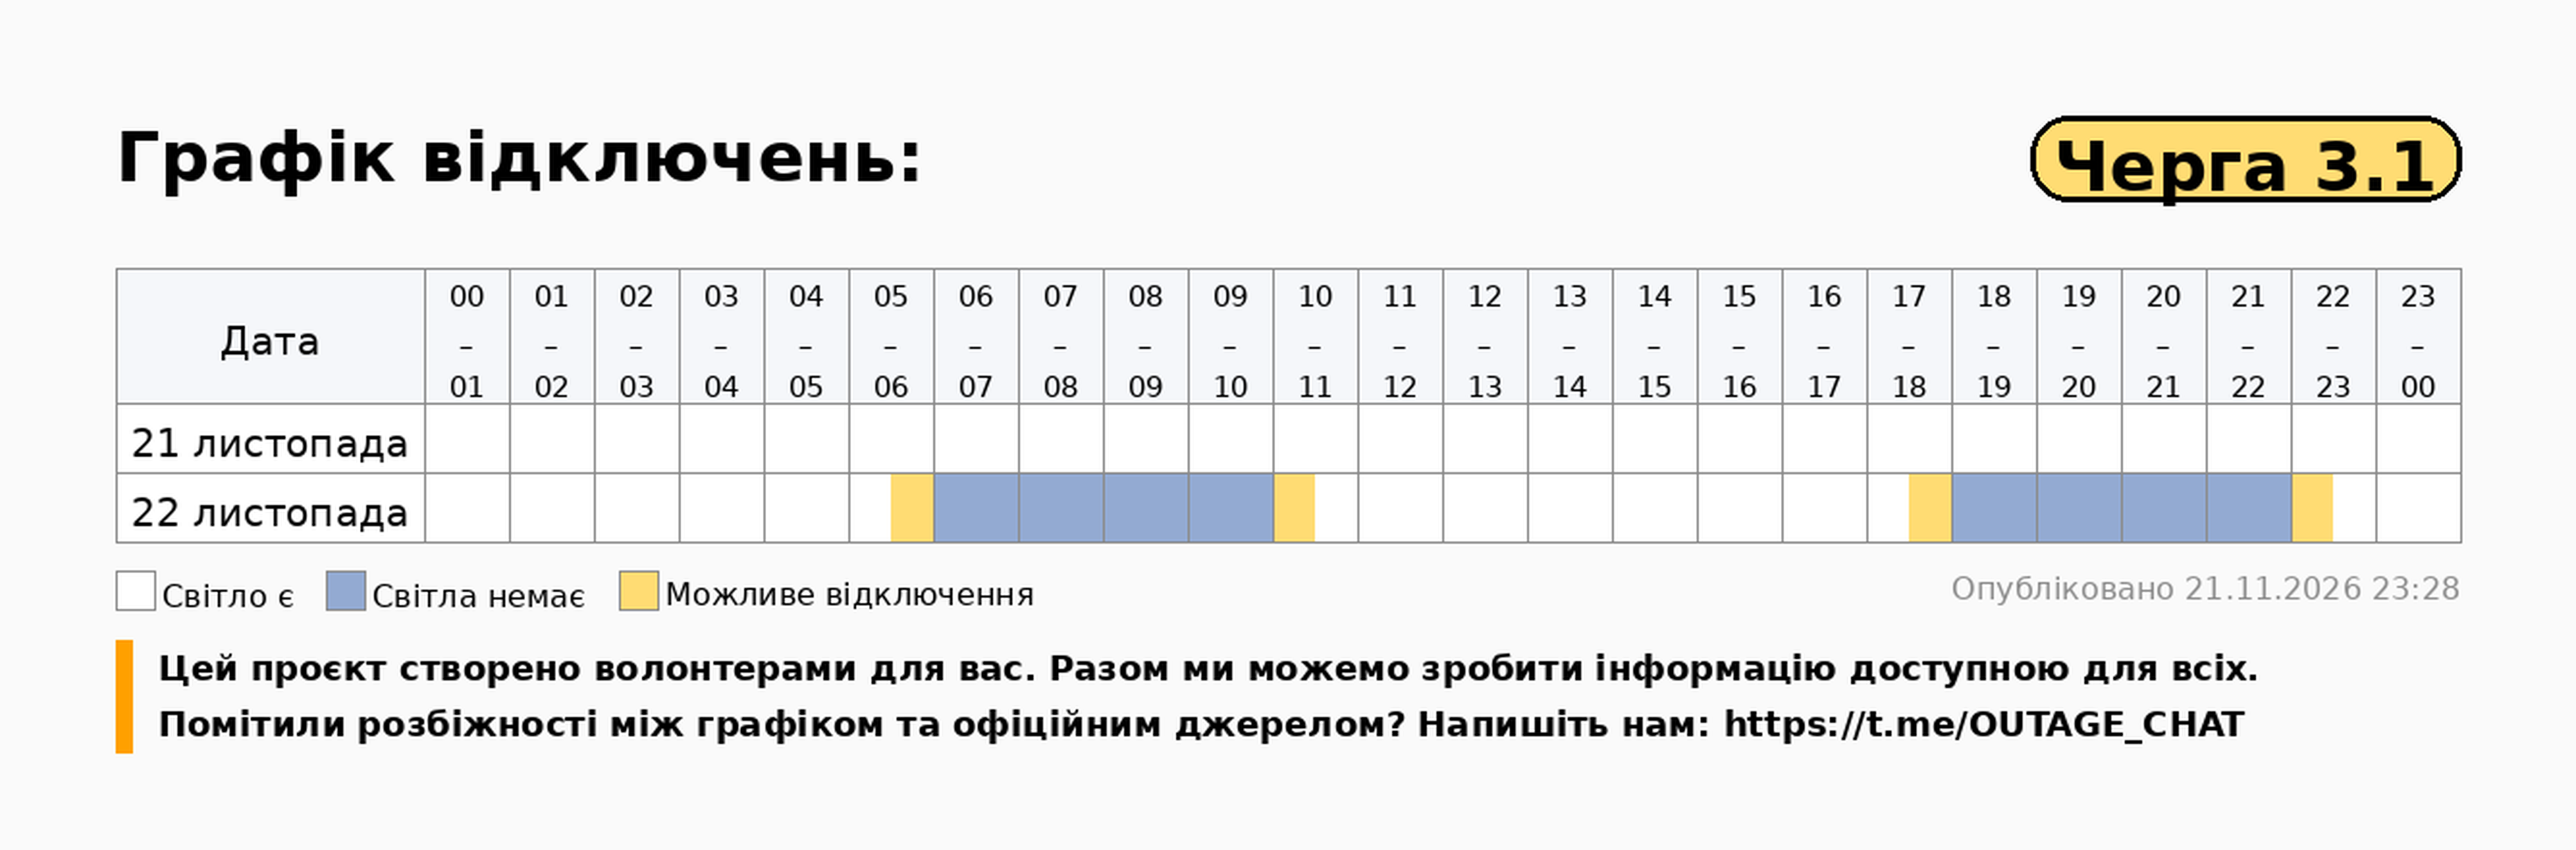 Графік відключень:
Черга 3.1
Дата
00 – 01
01 – 02
02 – 03
03 – 04
04 – 05
05 – 06
06 – 07
07 – 08
08 – 09
09 – 10
10 – 11
11 – 12
12 – 13
13 – 14
14 – 15
15 – 16
16 – 17
17 – 18
18 – 19
19 – 20
20 – 21
21 – 22
22 – 23
23 – 00
21 листопада
22 листопада
Світло є
Світла немає
Можливе відключення
Опубліковано 21.11.2026 23:28
Цей проєкт створено волонтерами для вас. Разом ми можемо зробити інформацію доступною для всіх.
Помітили розбіжності між графіком та офіційним джерелом? Напишіть нам: https://t.me/OUTAGE_CHAT